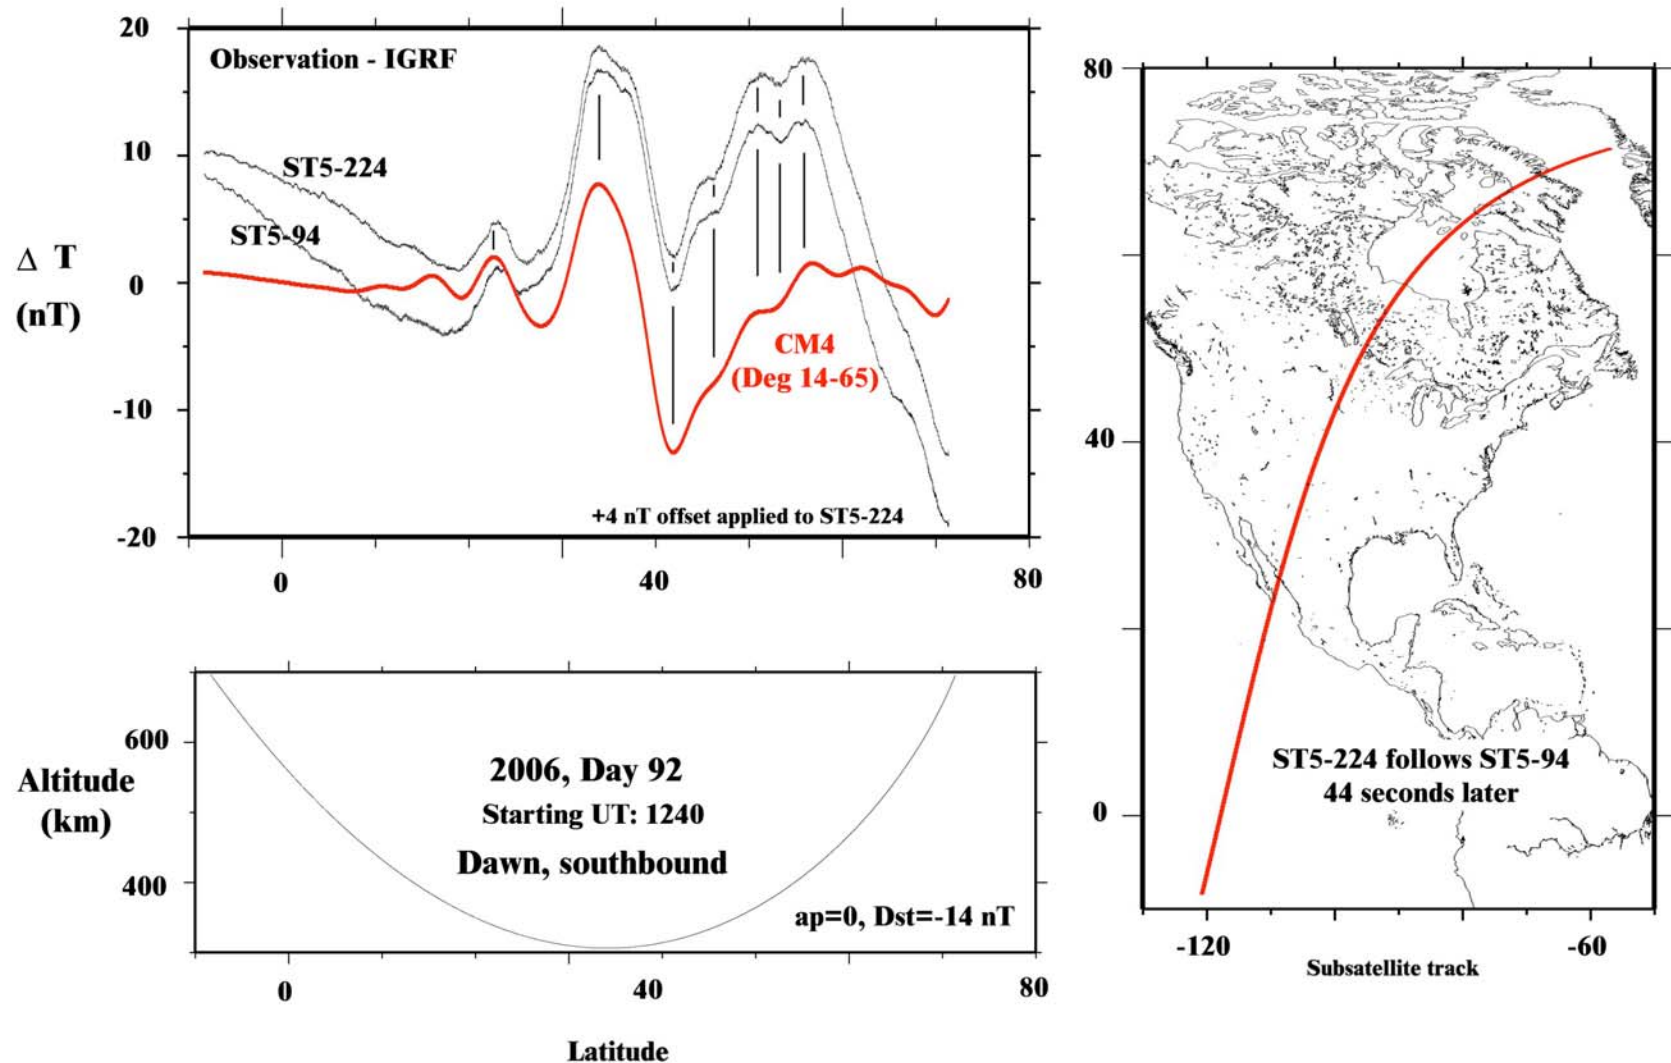 20
10
0
-10
-20
Δ T
(nT)
Observation - IGRF
ST5-224
ST5-94
CM4
(Deg 14-65)
+4 nT offset applied to ST5-224
0
40
80
600
400
Altitude
(km)
2006, Day 92
Starting UT: 1240
Dawn, southbound
ap=0, Dst=-14 nT
0
40
80
Latitude
80
40
0
ST5-224 follows ST5-94
44 seconds later
-120
-60
Subsatellite track